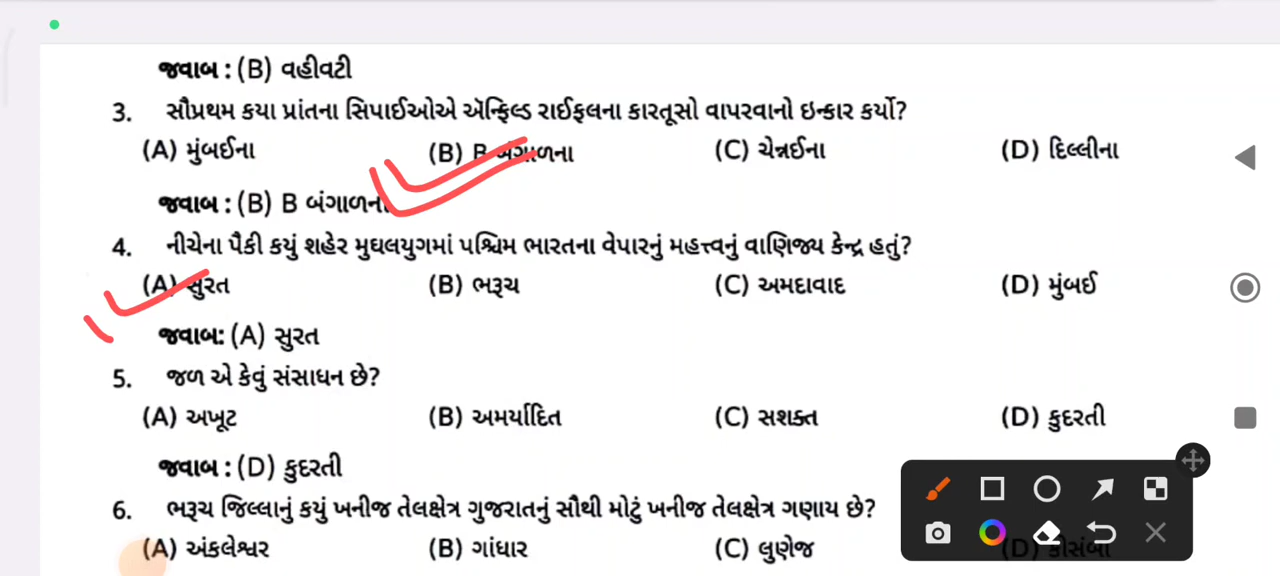 જવાબ : (B) વહીવટી
3. સૌપ્રથમ કયા પ્રાંતના સિપાઈઓએ ઍન્ફિલ્ડ રાઈફલના કારતૂસો વાપરવાનો ઇન્કાર કર્યો?
(A) મુંબઈના (B) B બંગાળના (C) ચેન્નઈના (D) દિલ્લીના
જવાબ : (B) B બંગાળના
4. નીચેના પૈકી કયું શહેર મુઘલયુગમાં પશ્ચિમ ભારતના વેપારનું મહત્ત્વનું વાણિજ્ય કેન્દ્ર હતું?
(A) સુરત (B) ભરૂચ (C) અમદાવાદ (D) મુંબઈ
જવાબ: (A) સુરત
5. જળ એ કેવું સંસાધન છે?
(A) અખૂટ (B) અમર્યાદિત (C) સશક્ત (D) કુદરતી
જવાબ : (D) કુદરતી
6. ભરૂચ જિલ્લાનું કયું ખનીજ તેલક્ષેત્ર ગુજરાતનું સૌથી મોટું ખનીજ તેલક્ષેત્ર ગણાય છે?
(A) અંકલેશ્વર (B) ગાંધાર (C) લુણેજ (D) કોસંબા